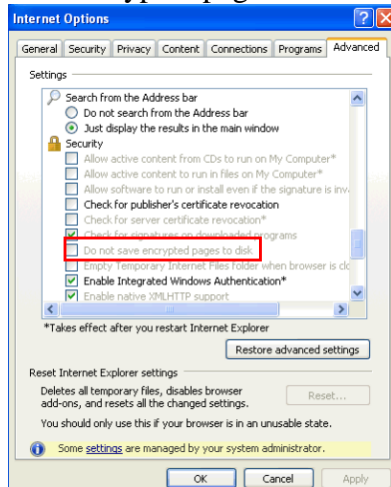 Internet Options
General Security Privacy Content Connections Programs Advanced
Settings
Search from the Address bar
Do not search from the Address bar
Just display the results in the main window
Security
Allow active content from CDs to run on My Computer*
Allow active content to run in files on My Computer*
Allow software to run or install even if the signature is
Check for publisher's certificate revocation
Check for server certificate revocation*
Check for signatures on downloaded programs
Do not save encrypted pages to disk
Empty Temporary Internet Files folder when browser is
Enable Integrated Windows Authentication*
Enable native XMLHTTP support
*Takes effect after you restart Internet Explorer
Restore advanced settings
Reset Internet Explorer settings
Deletes all temporary files, disables browser
add-ons, and resets all the changed settings.
Reset...
You should only use this if your browser is in an unusable state.
Some settings are managed by your system administrator.
OK Cancel Apply